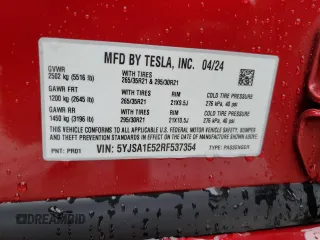 MFD BY TESLA, INC. 04/24
GVWR
2502 kg (5516 lb) WITH TIRES 265/35R21 & 295/30R21
GAWR FRT WITH TIRES RIM COLD TIRE PRESSURE
1200 kg (2645 lb) 265/35R21 21X9.5J 276 kPa, 40 psi
GAWR RR WITH TIRES RIM COLD TIRE PRESSURE
1450 kg (3196 lb) 295/30R21 21X10.5J 276 kPa, 40 psi
THIS VEHICLE CONFORMS TO ALL APPLICABLE U.S. FEDERAL
MOTOR VEHICLE SAFETY, BUMPER, AND THEFT PREVENTION
STANDARDS IN EFFECT ON THE DATE OF MANUFACTURE SHOWN ABOVE.
VIN: 5YJSA1E52RF537354 TYPE: PASSENGER
PNT: PR01
DREAMBID